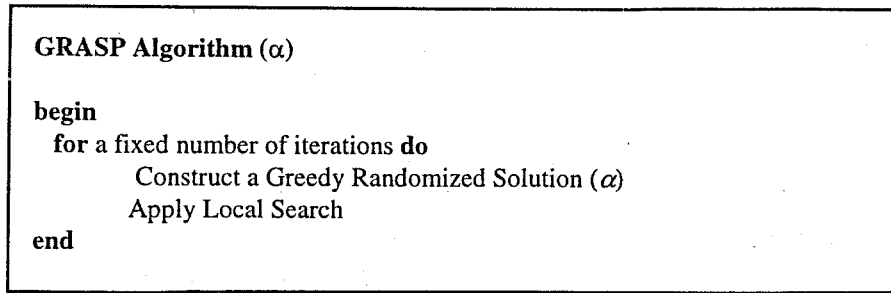 GRASP Algorithm (α)
begin
for a fixed number of iterations do
Construct a Greedy Randomized Solution (α)
Apply Local Search
end